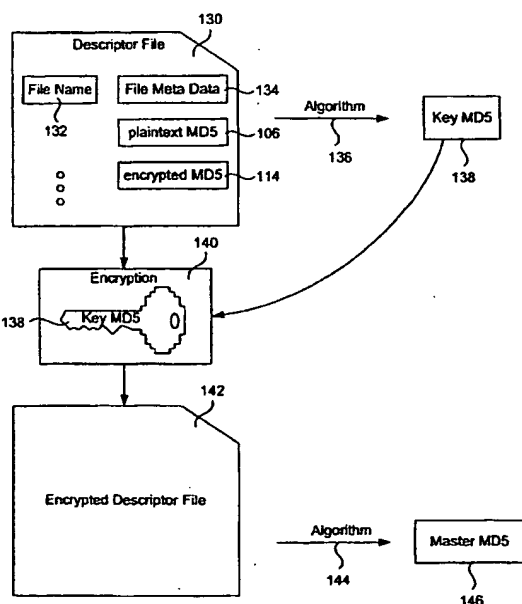 130
Descriptor File
File Name
132
File Meta Data
134
plaintext MD5
106
encrypted MD5
114
Algorithm
136
Key MD5
138
140
Encryption
138
Key MD5
142
Encrypted Descriptor File
Algorithm
144
Master MD5
146